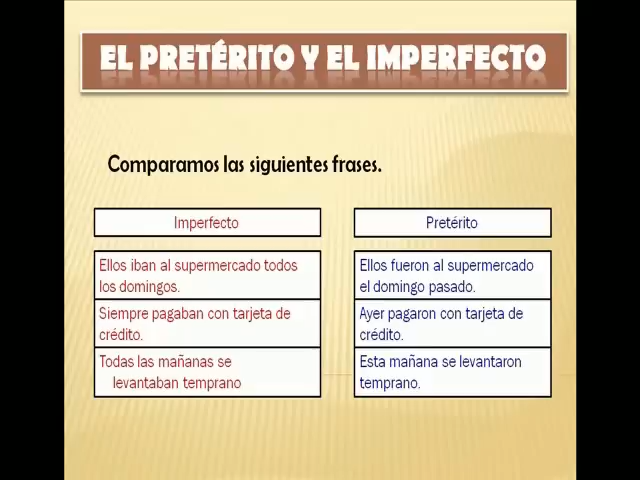 EL PRETÉRITO Y EL IMPERFECTO
Comparamos las siguientes frases.
Imperfecto
Ellos iban al supermercado todos
los domingos.
Siempre pagaban con tarjeta de
crédito.
Todas las mañanas se
levantaban temprano
Pretérito
Ellos fueron al supermercado
el domingo pasado.
Ayer pagaron con tarjeta de
crédito.
Esta mañana se levantaron
temprano.